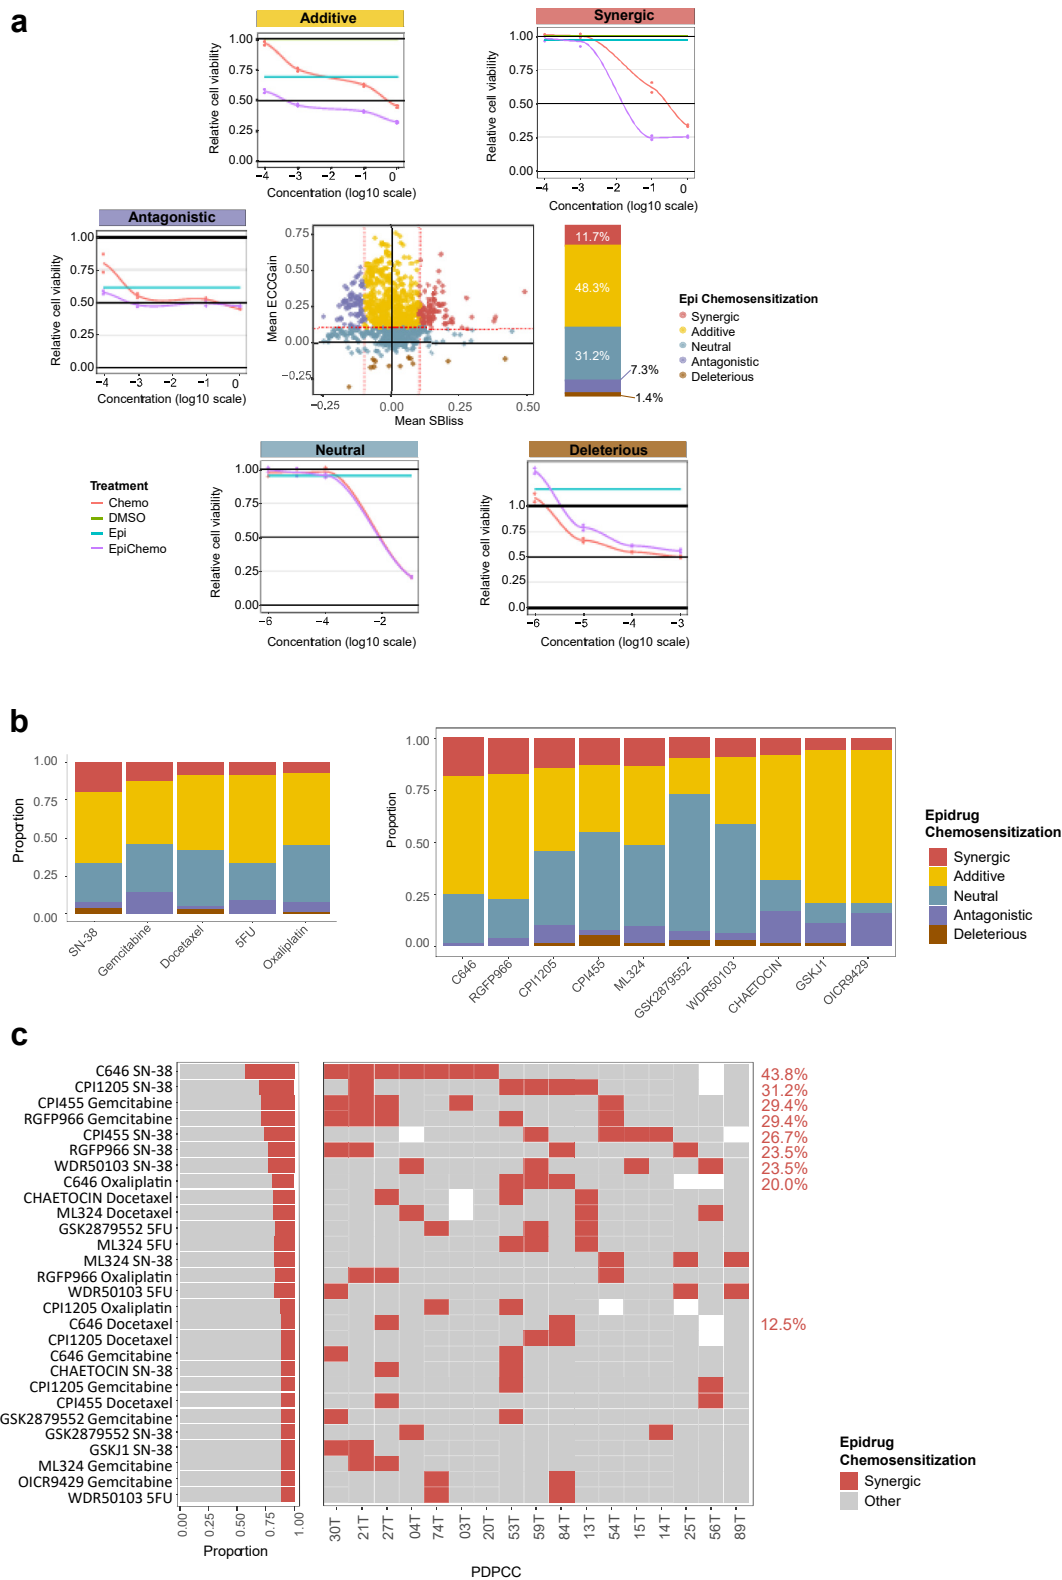 a
Additive
Relative cell viability
1.00
0.75
0.50
0.25
0.00
−4
−3
−2
−1
0
Concentration (log10 scale)
Synergic
Relative cell viability
1.00
0.75
0.50
0.25
0.00
−4
−3
−2
−1
0
Concentration (log10 scale)
Antagonistic
Relative cell viability
1.00
0.75
0.50
0.25
0.00
−4
−3
−2
−1
0
Concentration (log10 scale)
Mean ECCGain
0.75
0.50
0.25
0.00
−0.25
−0.25
0.00
0.25
0.50
Mean SBliss
11.7%
48.3%
31.2%
7.3%
1.4%
Epi Chemosensitization
Synergic
Additive
Neutral
Antagonistic
Deleterious
Treatment
Chemo
DMSO
Epi
EpiChemo
Neutral
Relative cell viability
1.00
0.75
0.50
0.25
0.00
−6
−4
−2
Concentration (log10 scale)
Deleterious
Relative cell viability
1.0
0.75
0.5
0.25
0.0
−6
−5
−4
−3
Concentration (log10 scale)
b
Proportion
1.00
0.75
0.50
0.25
0.00
SN-38
Gemcitabine
Docetaxel
5FU
Oxaliplatin
Proportion
1.00
0.75
0.50
0.25
0.00
C646
RGFP966
CPI1205
CPI455
ML324
GSK2879552
WDR50103
CHAETOCIN
GSKJ1
OICR9429
Epidrug
Chemosensitization
Synergic
Additive
Neutral
Antagonistic
Deleterious
c
C646 SN-38
43.8%
CPI1205 SN-38
31.2%
CPI455 Gemcitabine
29.4%
RGFP966 Gemcitabine
29.4%
CPI455 SN-38
26.7%
RGFP966 SN-38
23.5%
WDR50103 SN-38
23.5%
C646 Oxaliplatin
20.0%
CHAETOCIN Docetaxel
ML324 Docetaxel
GSK2879552 5FU
ML324 5FU
ML324 SN-38
RGFP966 Oxaliplatin
WDR50103 5FU
CPI1205 Oxaliplatin
C646 Docetaxel
12.5%
CPI1205 Docetaxel
C646 Gemcitabine
CHAETOCIN SN-38
CPI1205 Gemcitabine
CPI455 Docetaxel
GSK2879552 Gemcitabine
GSK2879552 SN-38
GSKJ1 SN-38
ML324 Gemcitabine
OICR9429 Gemcitabine
WDR50103 5FU
0.00
0.25
0.50
0.75
1.00
Proportion
30T
21T
27T
04T
74T
03T
20T
53T
59T
84T
13T
54T
15T
14T
25T
56T
89T
PDPCC
Epidrug
Chemosensitization
Synergic
Other